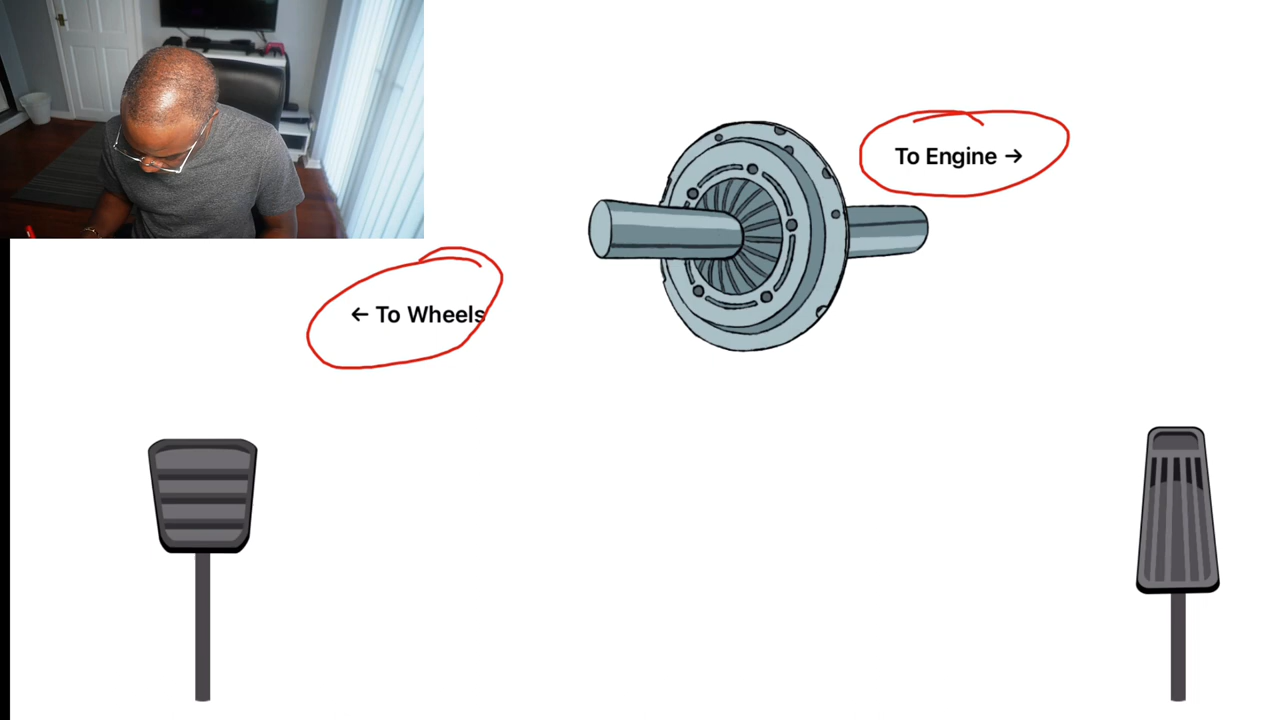 To Engine →
← To Wheels